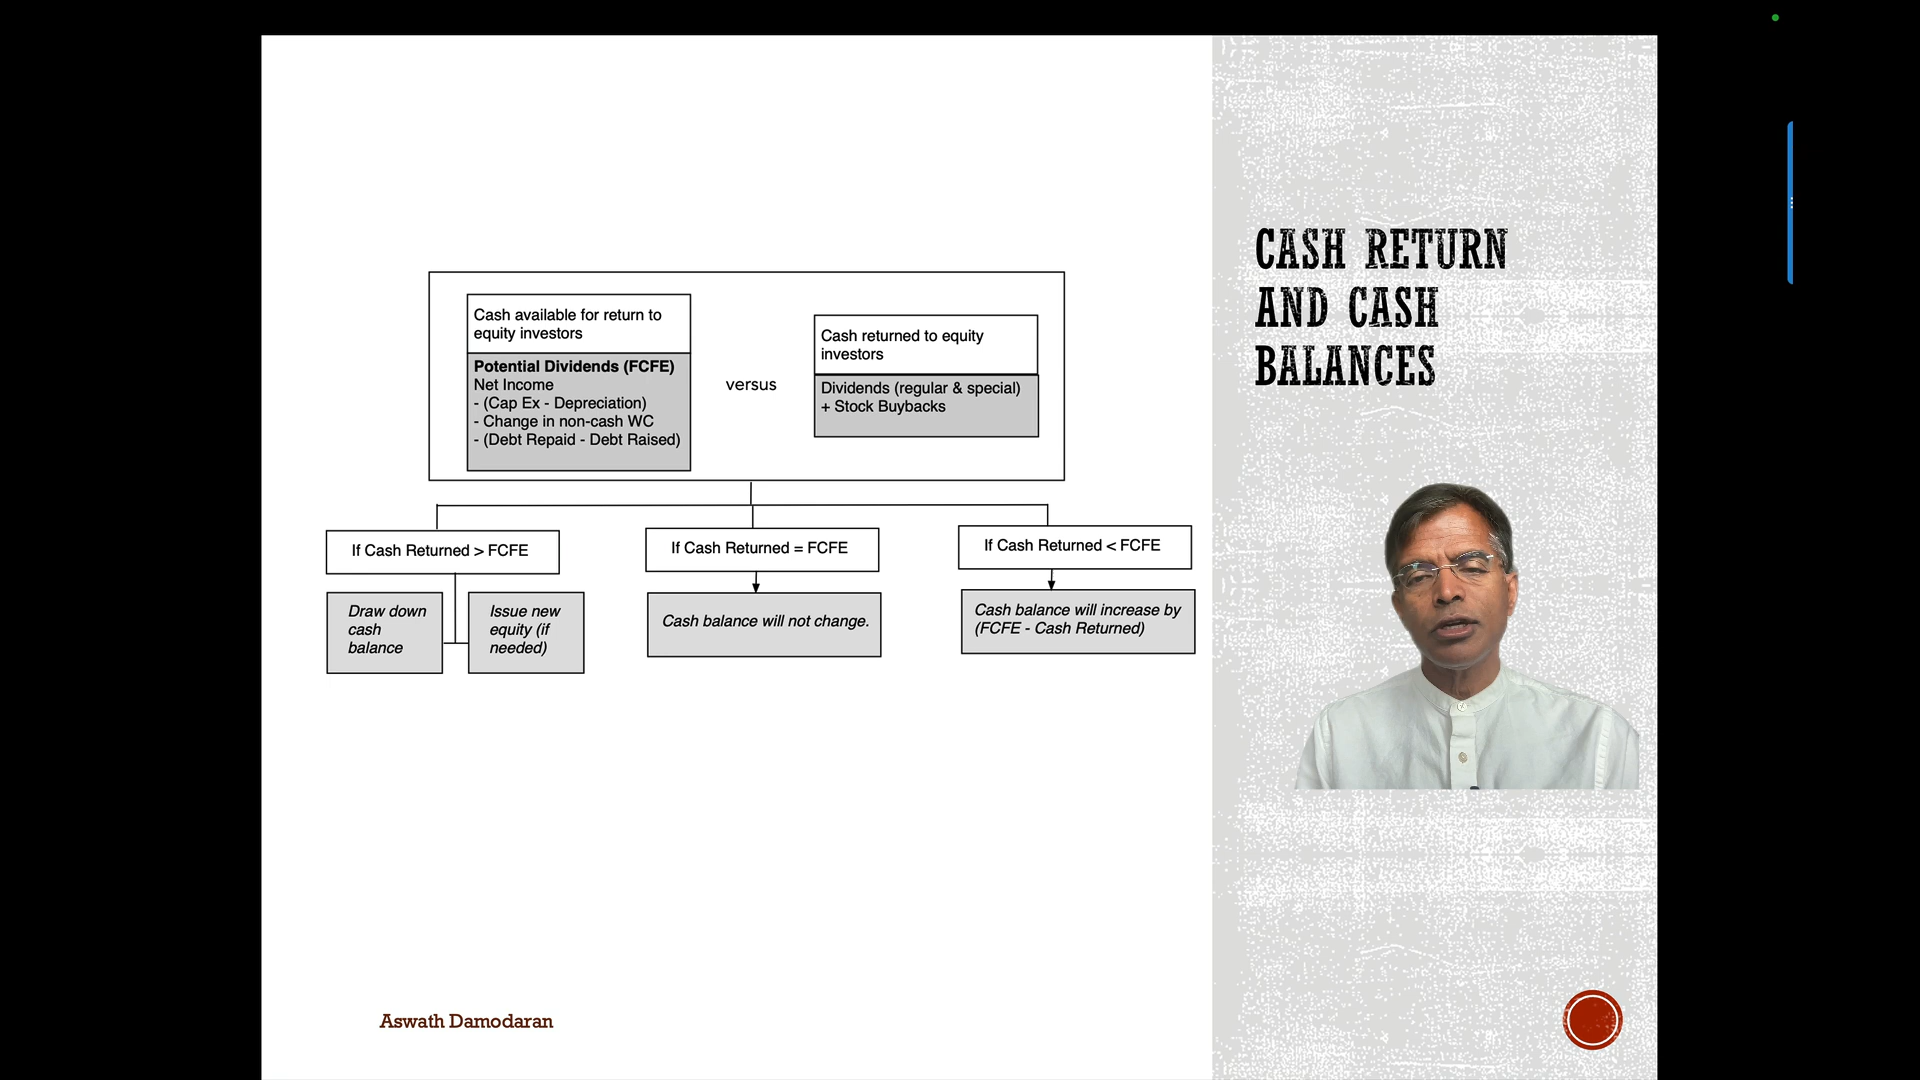 CASH RETURN
AND CASH
BALANCES
Cash available for return to
equity investors
Potential Dividends (FCFE)
Net Income
- (Cap Ex - Depreciation)
- Change in non-cash WC
- (Debt Repaid - Debt Raised)
versus
Cash returned to equity
investors
Dividends (regular & special)
+ Stock Buybacks
If Cash Returned > FCFE
Draw down
cash
balance
Issue new
equity (if
needed)
If Cash Returned = FCFE
Cash balance will not change.
If Cash Returned < FCFE
Cash balance will increase by
(FCFE - Cash Returned)
Aswath Damodaran